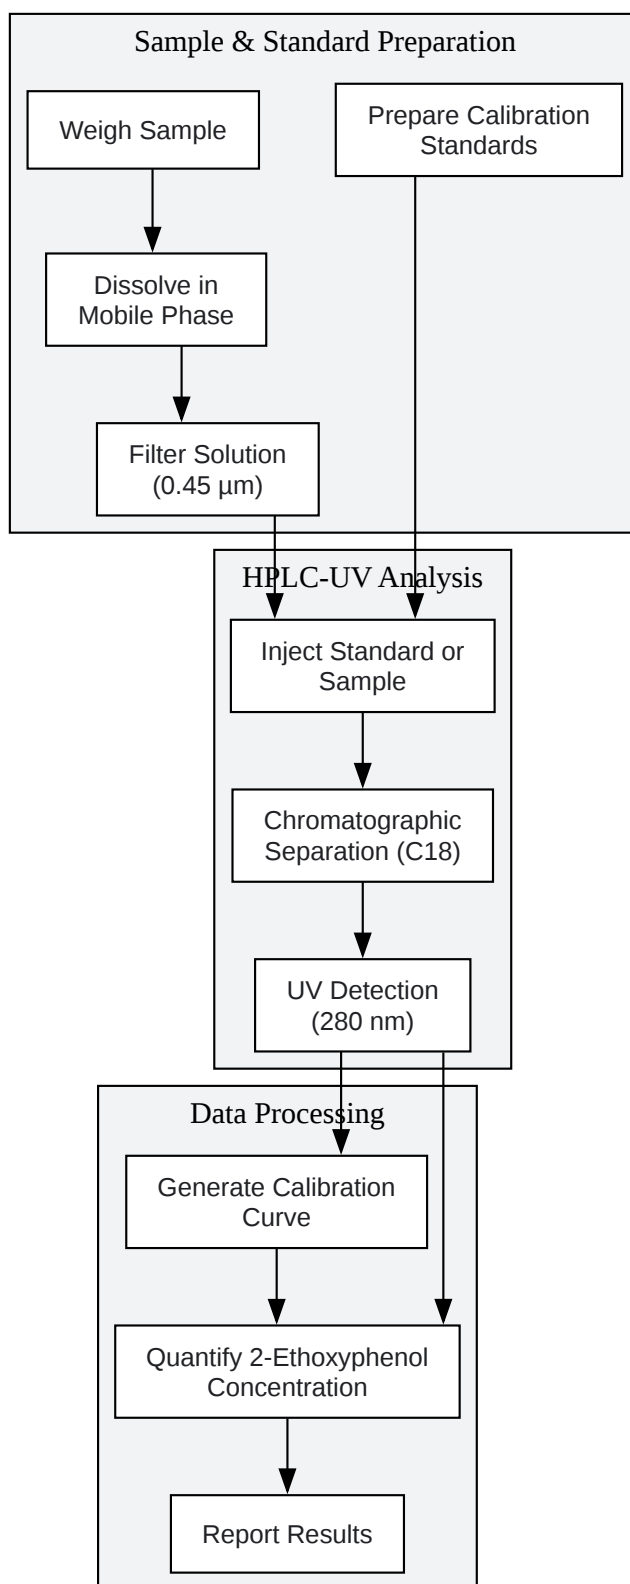 Sample & Standard Preparation
Weigh Sample
Prepare Calibration
Standards
Dissolve in
Mobile Phase
Filter Solution
(0.45 µm)
HPLC-UV Analysis
Inject Standard or
Sample
Chromatographic
Separation (C18)
UV Detection
(280 nm)
Data Processing
Generate Calibration
Curve
Quantify 2-Ethoxyphenol
Concentration
Report Results